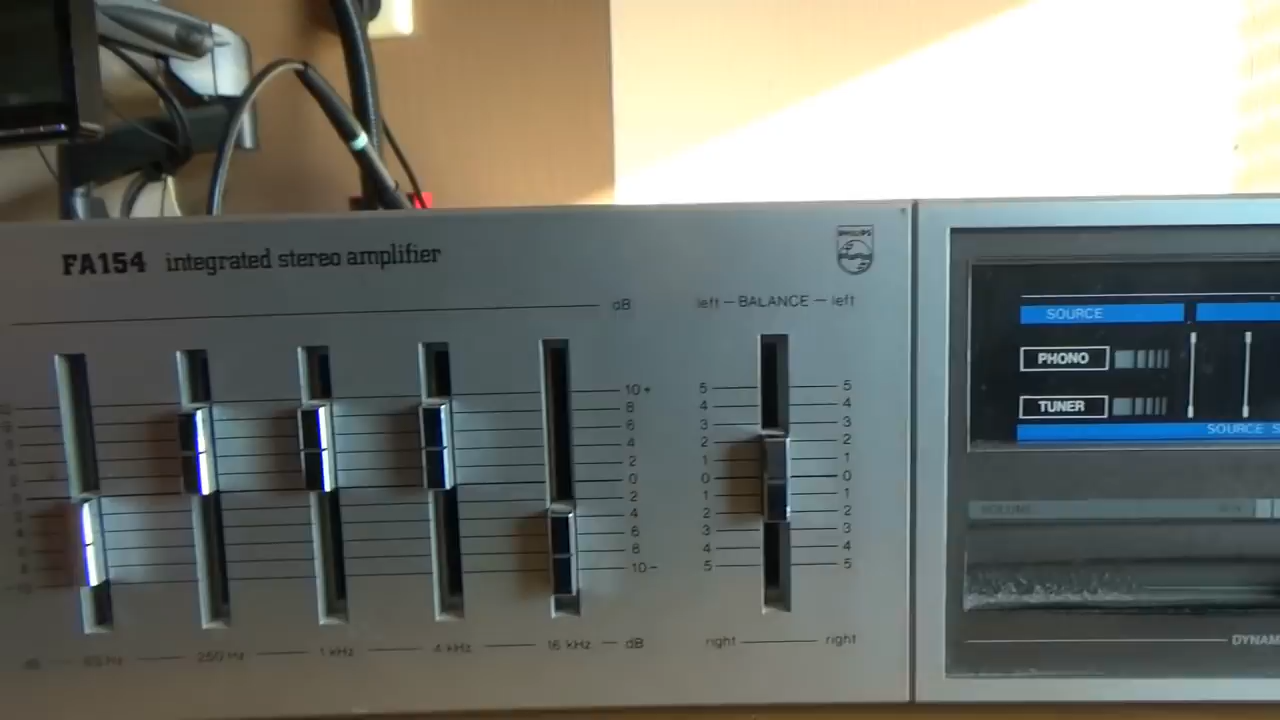 FA154 integrated stereo amplifier
PHILIPS
dB
left — BALANCE — left
SOURCE
PHONO
TUNER
SOURCE S
10 +
8
6
4
2
0
2
4
6
8
10 −
5 5
4 4
3 3
2 2
1 1
0 0
1 1
2 2
3 3
4 4
5 5
VOLUME
250 Hz — 1 kHz — 4 kHz — 16 kHz — dB
right — right
DYNAM